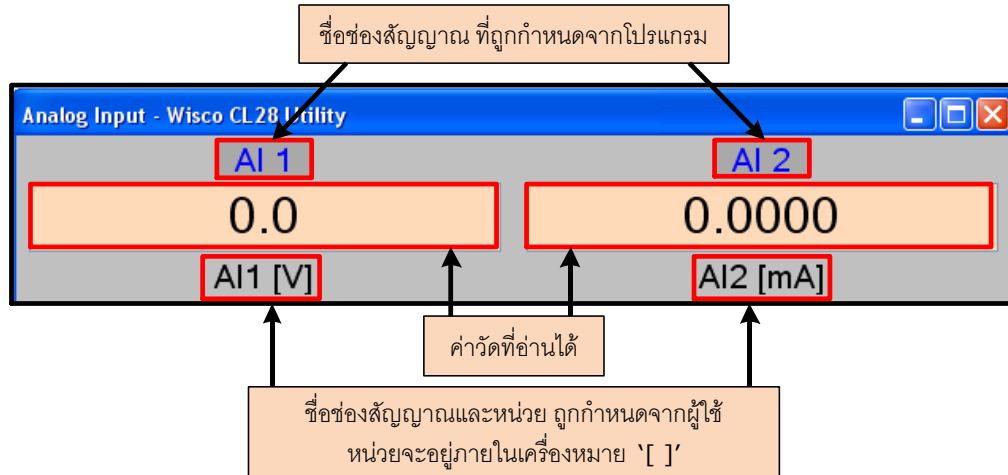 ชื่อช่องสัญญาณ ที่ถูกกำหนดจากโปรแกรม
Analog Input - Wisco CL28 Utility
AI 1
AI 2
0.0
0.0000
AI1 [V]
AI2 [mA]
ค่าวัดที่อ่านได้
ชื่อช่องสัญญาณและหน่วย ถูกกำหนดจากผู้ใช้
หน่วยจะอยู่ภายในเครื่องหมาย ‵[ ]′